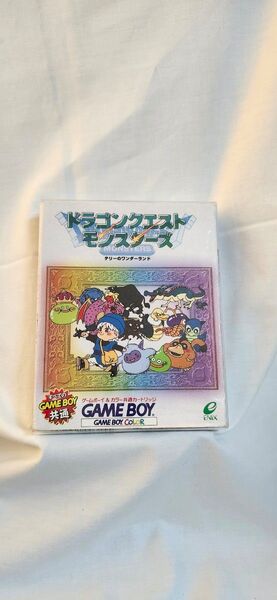 ドラゴンクエスト
モンスターズ
MONSTERS
テリーのワンダーランド
GAME BOY
共通
ゲームボーイ&カラー共通カートリッジ
GAME BOY
GAME BOY COLOR
ENIX